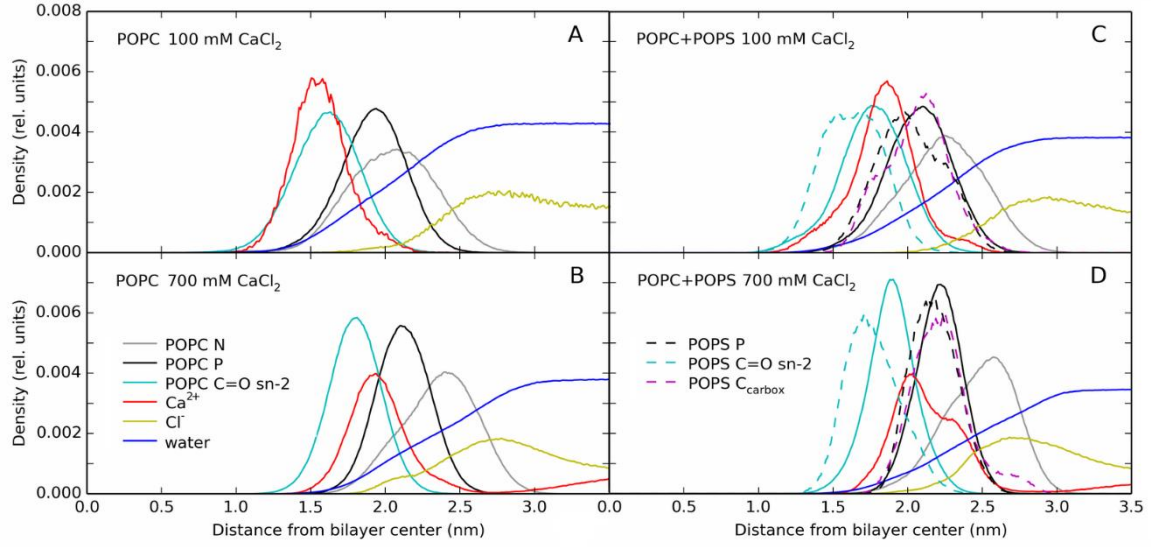 POPC 100 mM CaCl₂
A
POPC+POPS 100 mM CaCl₂
C
0.008
0.006
0.004
0.002
0.000
Density (rel. units)
POPC 700 mM CaCl₂
B
POPC+POPS 700 mM CaCl₂
D
0.006
0.004
0.002
0.000
Density (rel. units)
POPC N
POPC P
POPC C=O sn-2
Ca²⁺
Cl⁻
water
POPS P
POPS C=O sn-2
POPS C_carbox
0.0 0.5 1.0 1.5 2.0 2.5 3.0 0.0 0.5 1.0 1.5 2.0 2.5 3.0 3.5
Distance from bilayer center (nm) Distance from bilayer center (nm)